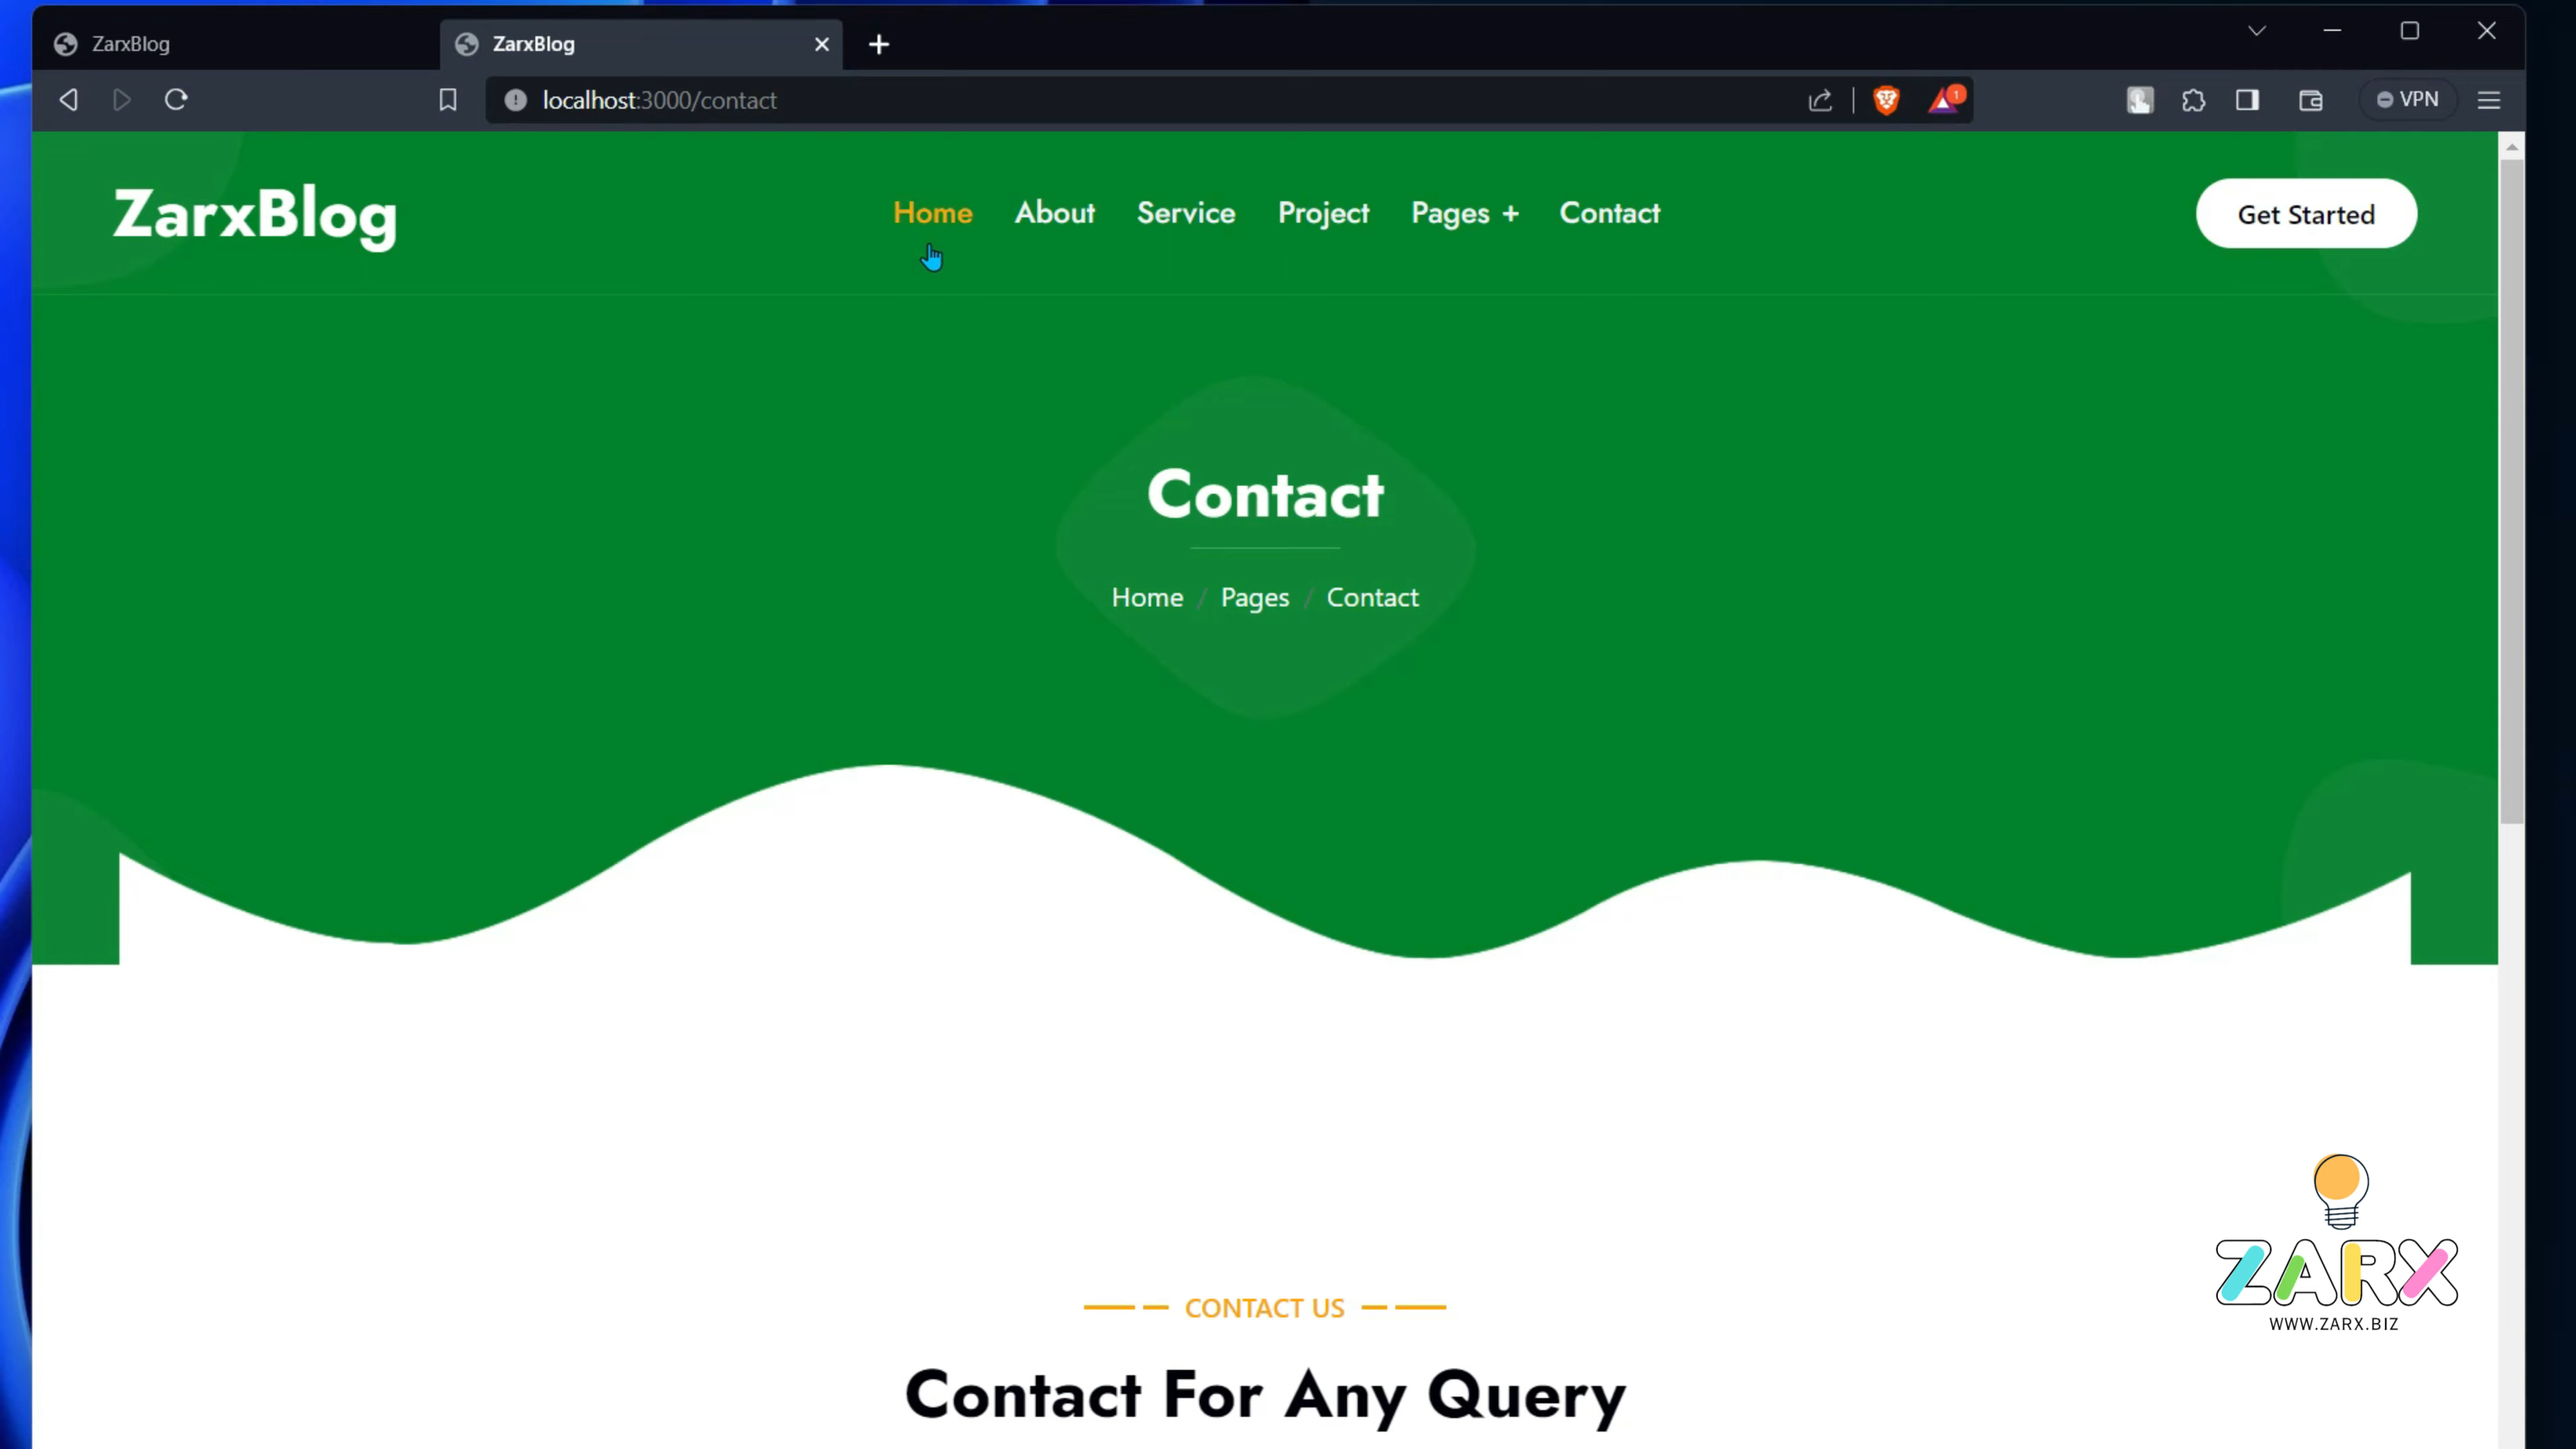 ZarxBlog
ZarxBlog
localhost:3000/contact
1
VPN
ZarxBlog
Home About Service Project Pages + Contact
Get Started
Contact
Home / Pages / Contact
CONTACT US
Contact For Any Query
ZARX
WWW.ZARX.BIZ